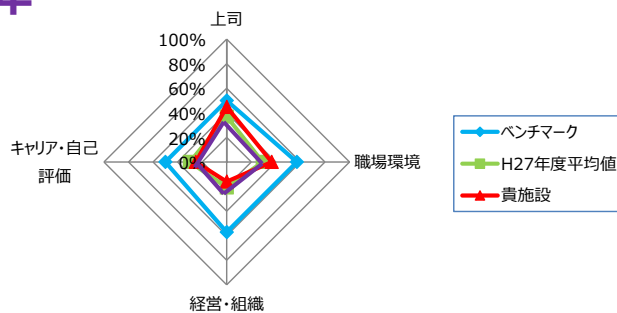 上司
100%
80%
60%
40%
20%
0%
キャリア・自己
評価
職場環境
経営・組織
ベンチマーク
H27年度平均値
貴施設